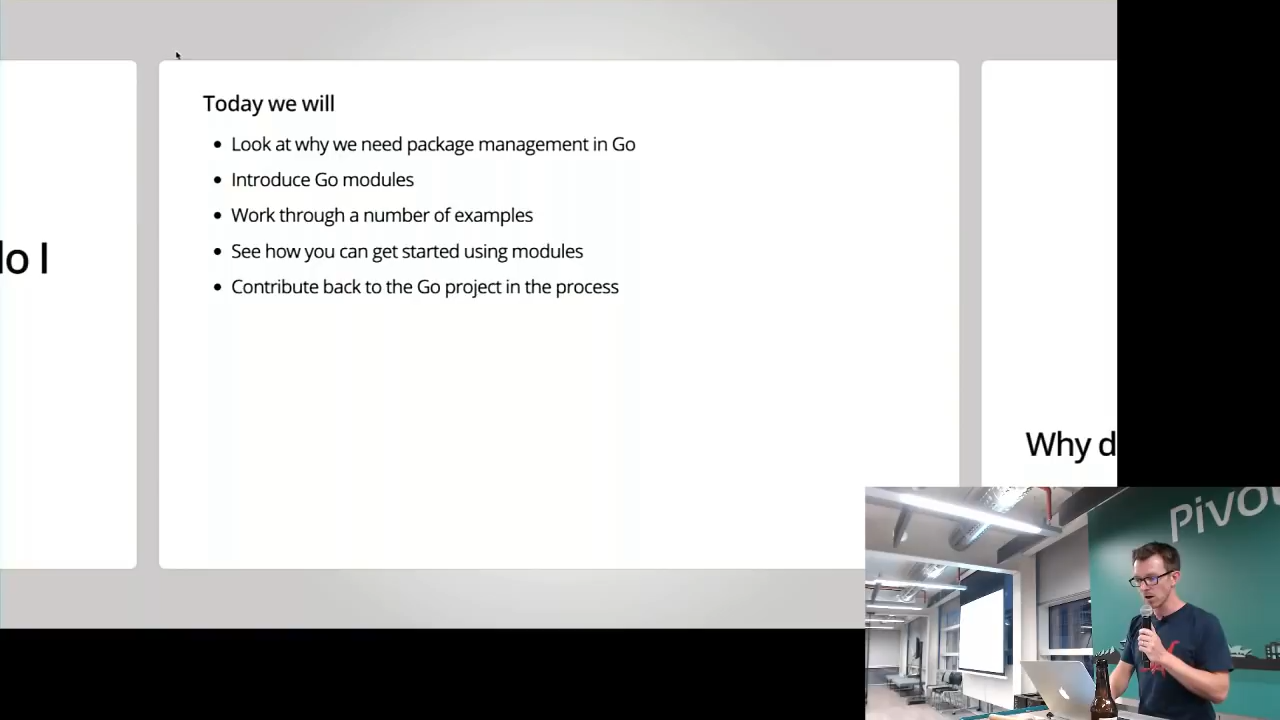 lo I
Today we will
Look at why we need package management in Go
Introduce Go modules
Work through a number of examples
See how you can get started using modules
Contribute back to the Go project in the process
Why d
Pivo